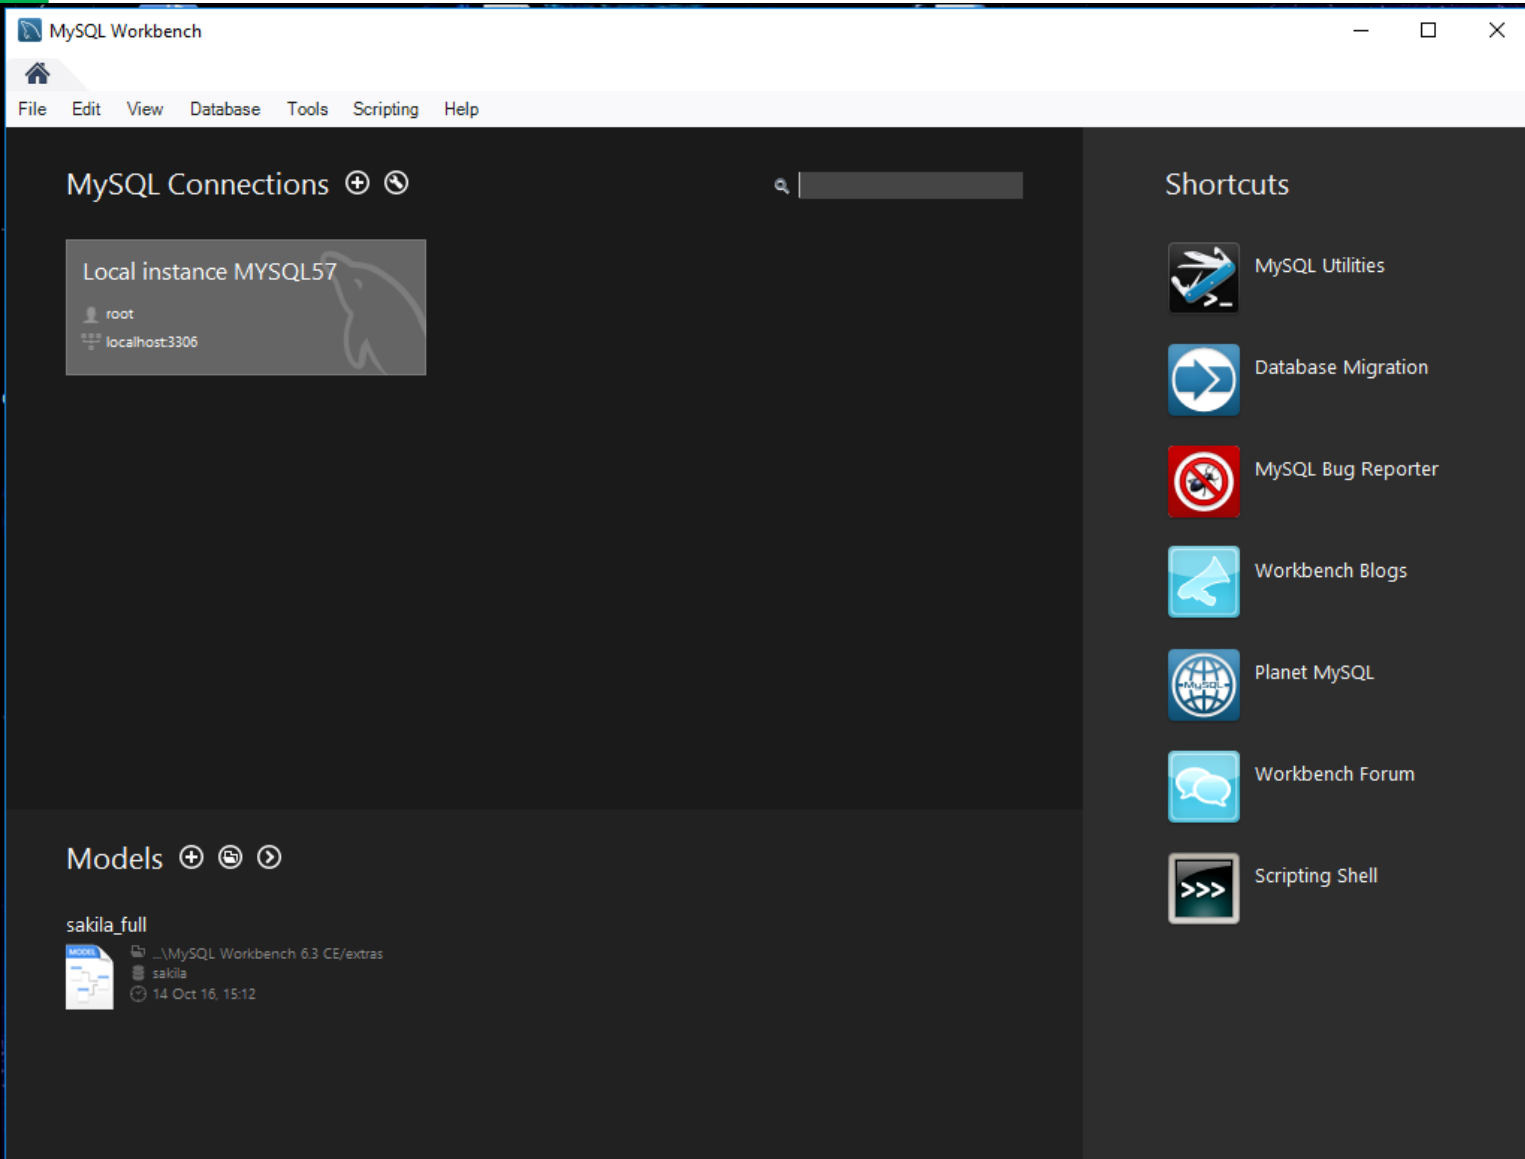 MySQL Workbench
File Edit View Database Tools Scripting Help
MySQL Connections
Local instance MYSQL57
root
localhost:3306
Models
sakila_full
MODEL
...\MySQL Workbench 6.3 CE/extras
sakila
14 Oct 16, 15:12
Shortcuts
>_
MySQL Utilities
Database Migration
MySQL Bug Reporter
Workbench Blogs
MySQL
Planet MySQL
Workbench Forum
>>>
Scripting Shell